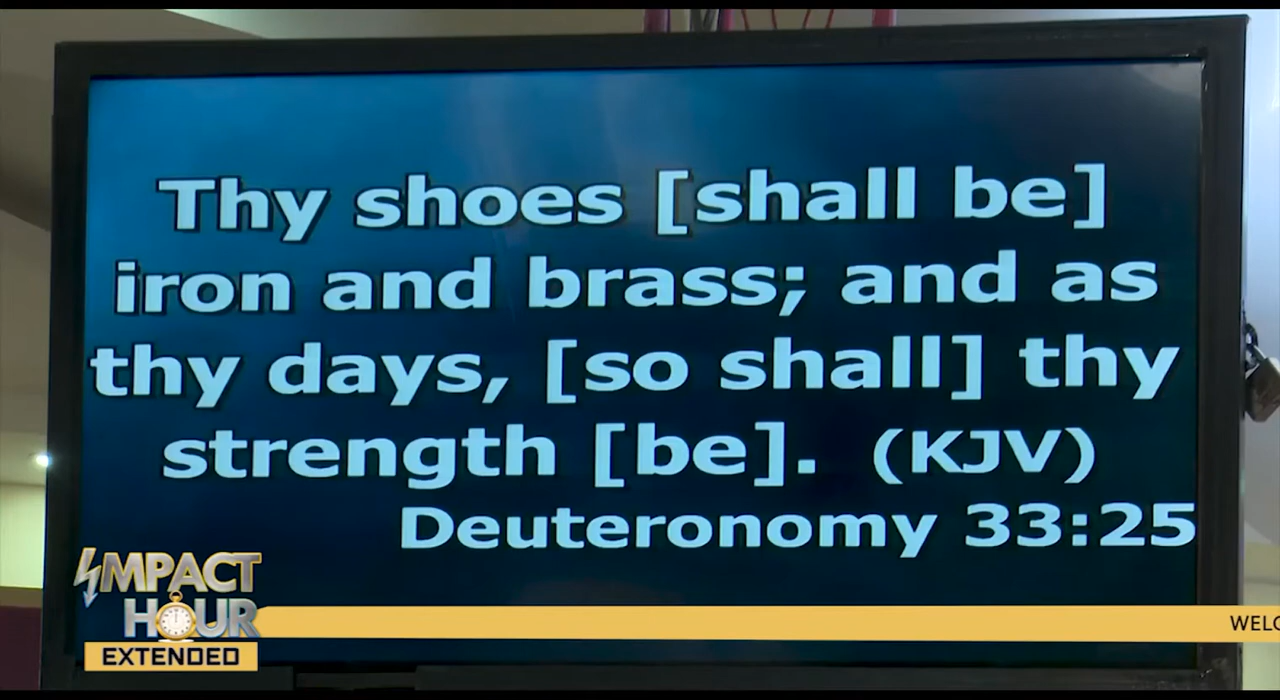 Thy shoes [shall be]
iron and brass; and as
thy days, [so shall] thy
strength [be]. (KJV)
Deuteronomy 33:25
IMPACT
HOUR
EXTENDED